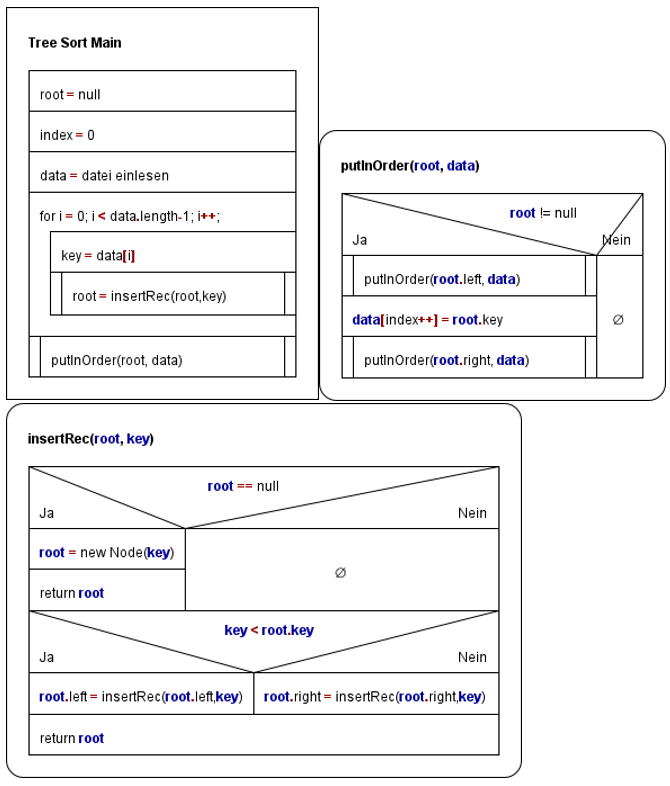 Tree Sort Main
root = null
index = 0
data = datei einlesen
for i = 0; i < data.length-1; i++;
key = data[i]
root = insertRec(root,key)
putInOrder(root, data)
putInOrder(root, data)
root != null
Ja
Nein
putInOrder(root.left, data)
data[index++] = root.key
∅
putInOrder(root.right, data)
insertRec(root, key)
root == null
Ja
Nein
root = new Node(key)
∅
return root
key < root.key
Ja
Nein
root.left = insertRec(root.left,key)
root.right = insertRec(root.right,key)
return root